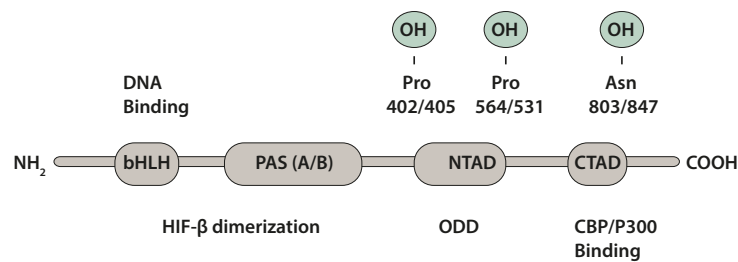 OH OH OH
DNA Pro Pro Asn
Binding 402/405 564/531 803/847
NH2 bHLH PAS (A/B) NTAD CTAD COOH
HIF-β dimerization ODD CBP/P300
Binding